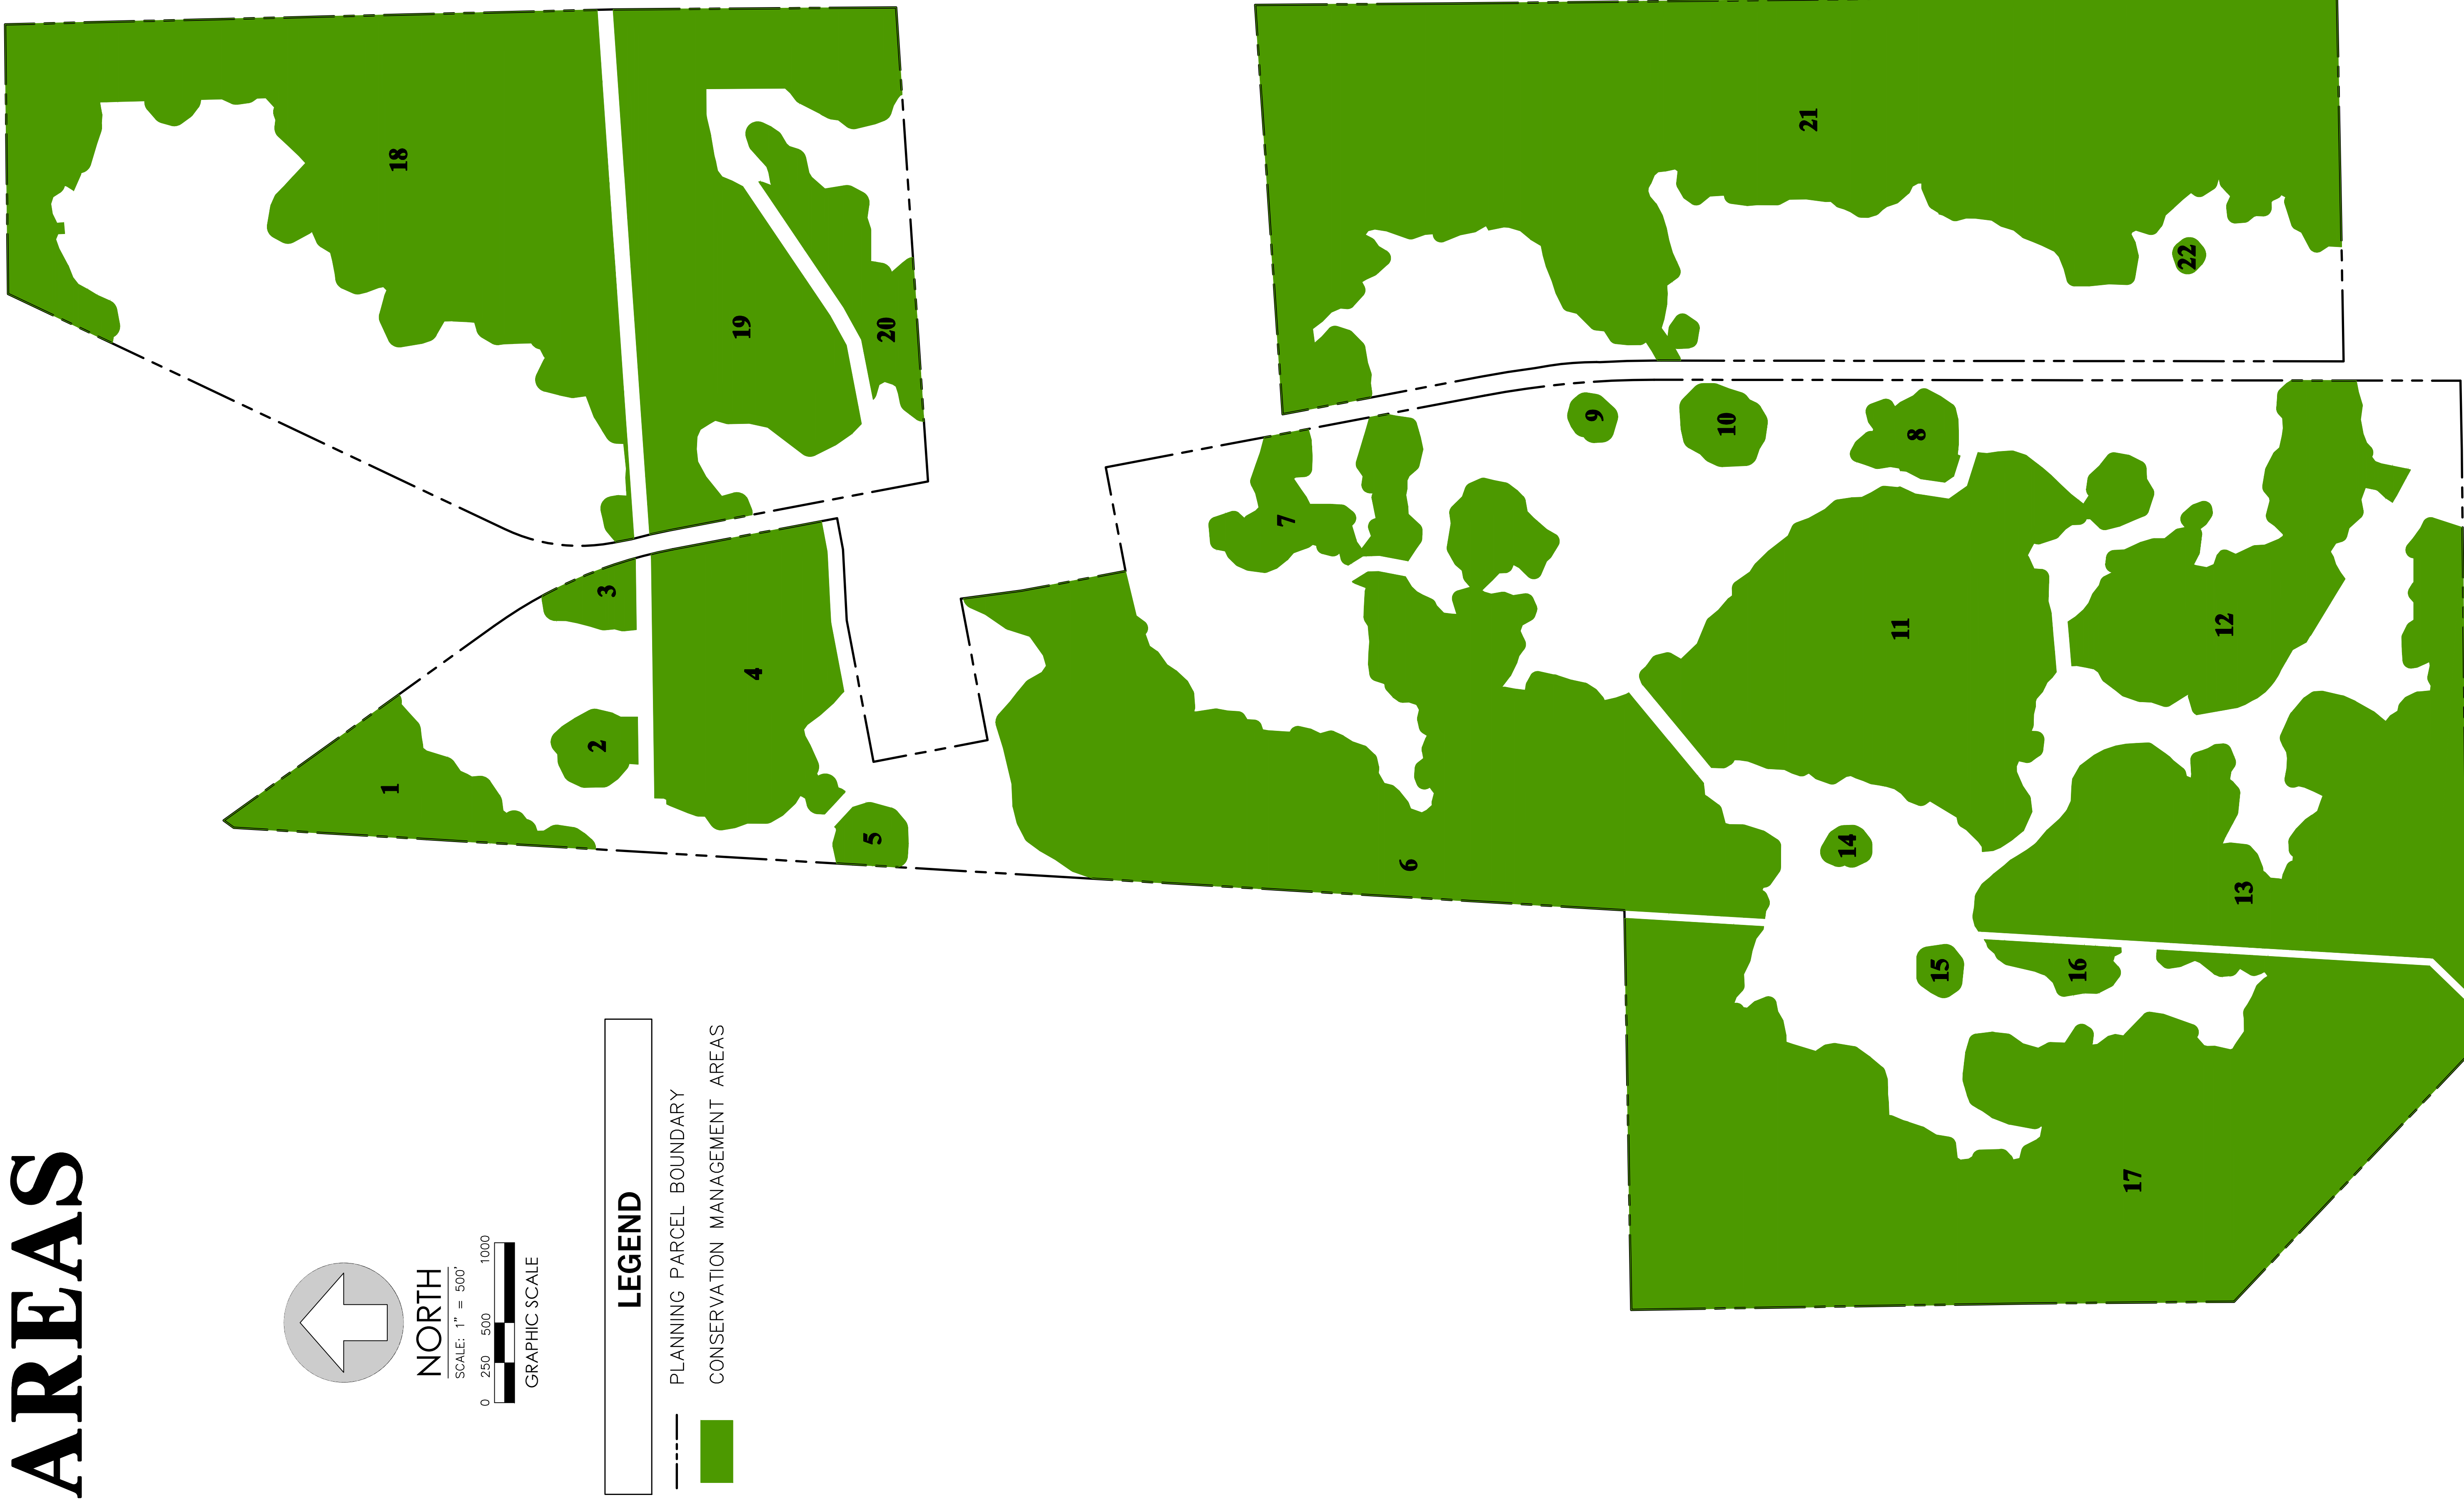 AREAS
NORTH
SCALE: 1" = 500'
0 250 500 1000
GRAPHIC SCALE
LEGEND
PLANNING PARCEL BOUNDARY
CONSERVATION MANAGEMENT AREAS
1
2
3
4
5
6
7
8
9
10
11
12
13
14
15
16
17
18
19
20
21
22